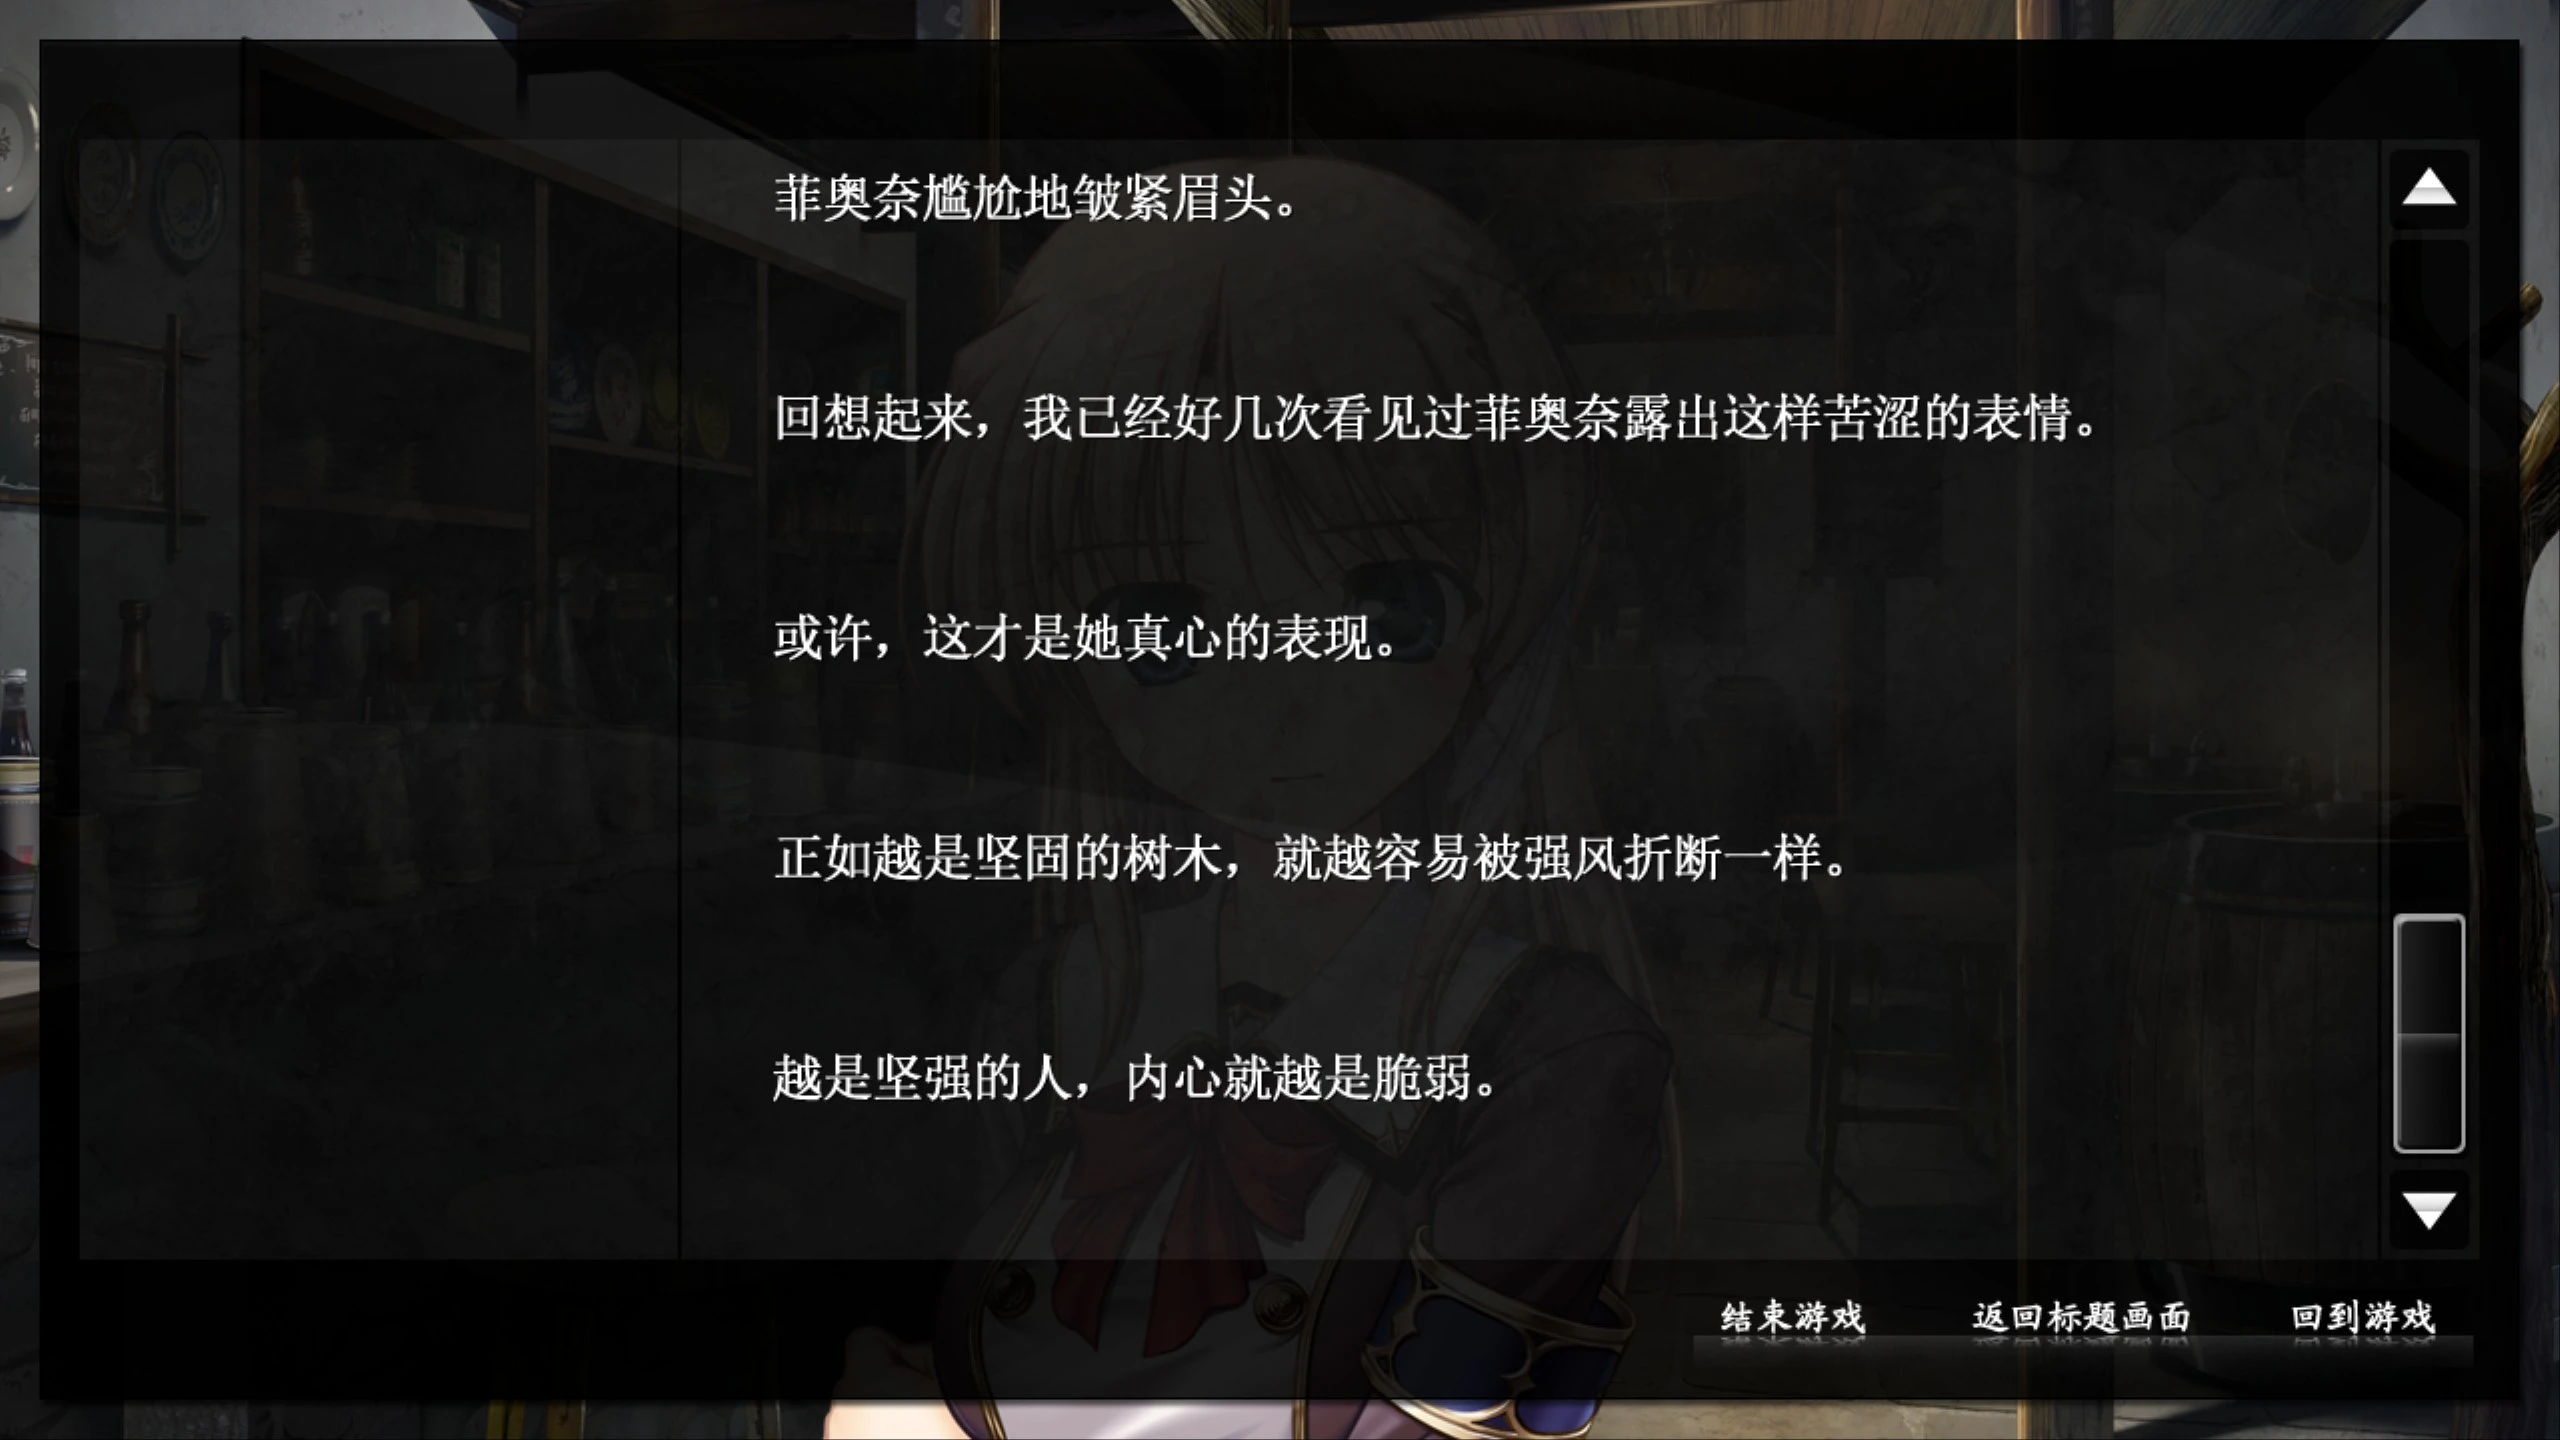 菲奥奈尴尬地皱紧眉头。
回想起来，我已经好几次看见过菲奥奈露出这样苦涩的表情。
或许，这才是她真心的表现。
正如越是坚固的树木，就越容易被强风折断一样。
越是坚强的人，内心就越是脆弱。
结束游戏 返回标题画面 回到游戏